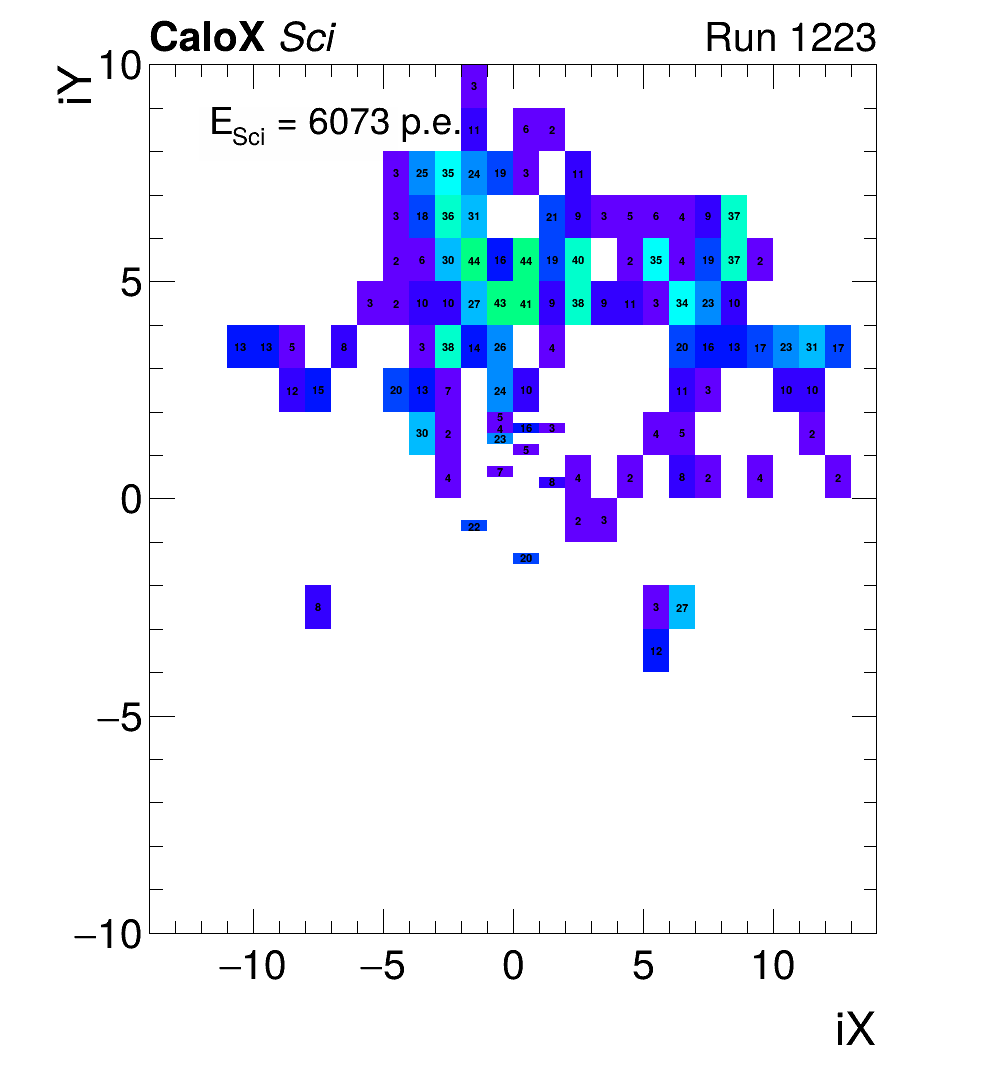 CaloX Sci Run 1223
iY 10
3
E_Sci = 6073 p.e. 11 6 2
3 25 35 24 19 3 11
3 18 36 31 21 9 3 5 6 4 9 37
2 6 30 44 16 44 19 40 2 35 4 19 37 2
5
3 2 10 10 27 43 41 9 38 9 11 3 34 23 10
13 13 5 8 3 38 14 26 4 20 16 13 17 23 31 17
12 15 20 13 7 24 10 11 3 10 10
5
4 16 3
30 2 23 4 5 2
5
7
4 8 4 2 8 2 4 2
0
22 2 3
20
8 3 27
12
−5
−10
−10 −5 0 5 10
iX